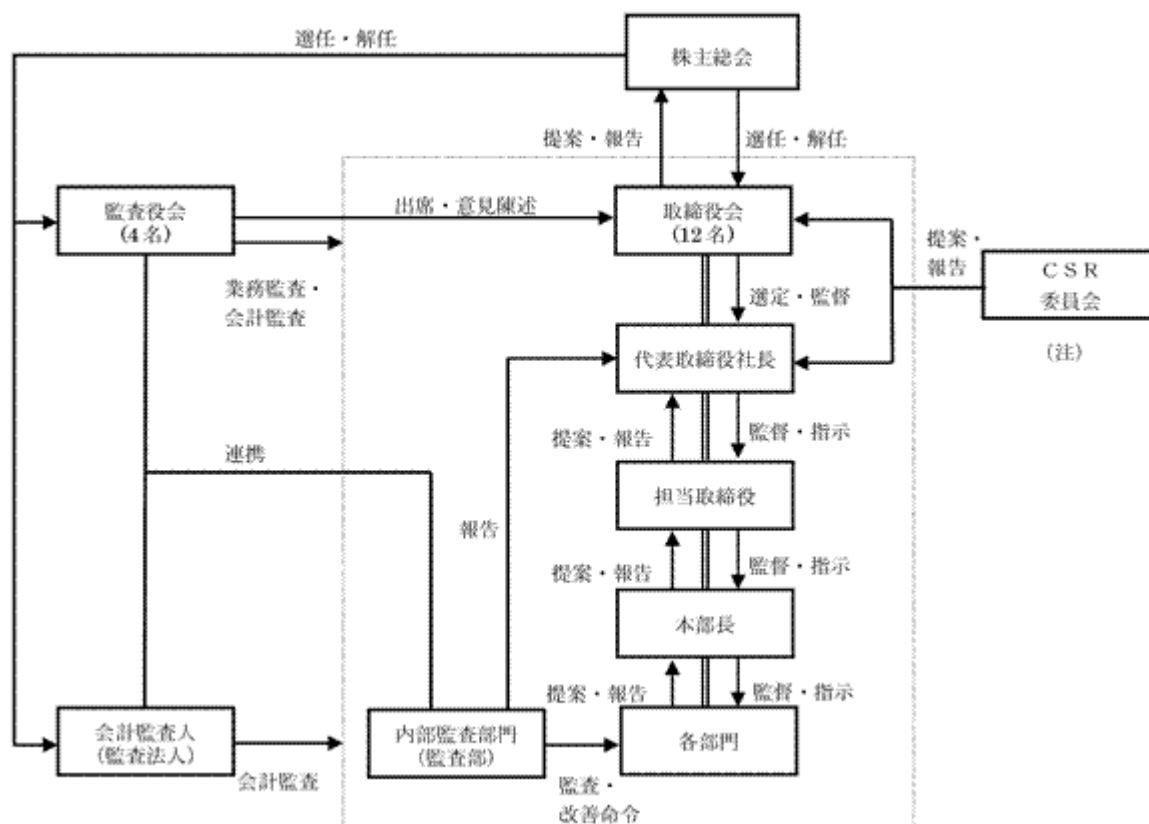 選任・解任
株主総会
提案・報告
選任・解任
監査役会
(4名)
出席・意見陳述
取締役会
(12名)
提案・
報告
CSR
委員会
(注)
業務監査・
会計監査
選定・監督
代表取締役社長
提案・報告
監督・指示
連携
担当取締役
報告
提案・報告
監督・指示
本部長
提案・報告
監督・指示
会計監査人
(監査法人)
会計監査
内部監査部門
(監査部)
各部門
監査・
改善命令